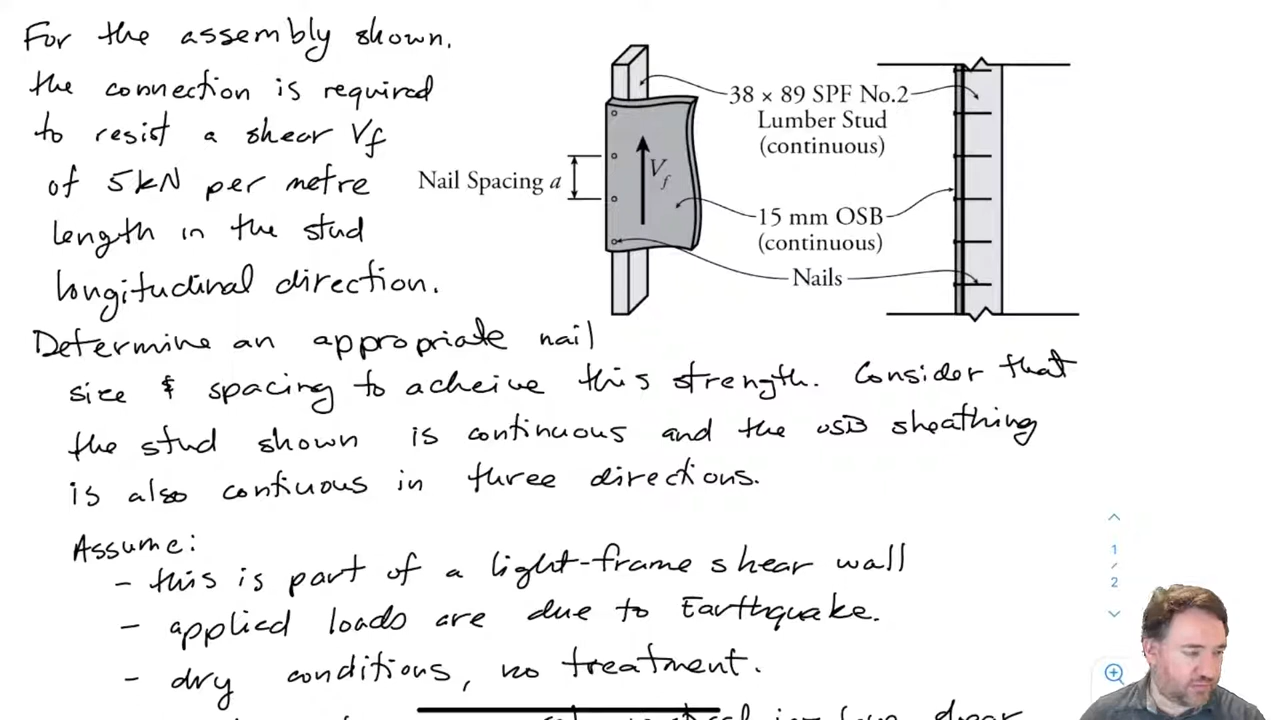 For the assembly shown.
the connection is required
to resist a shear Vf
of 5kN per metre
length in the stud
longitudinal direction.
Determine an appropriate nail
size & spacing to acheive this strength. Consider that
the stud shown is continuous and the OSB sheathing
is also contiuous in three directions.
Assume:
- this is part of a light-frame shear wall
- applied loads are due to Earthquake.
- dry conditions, no treatment.
38 × 89 SPF No.2
Lumber Stud
(continuous)
Nail Spacing a
Vf
15 mm OSB
(continuous)
Nails
1
/
2